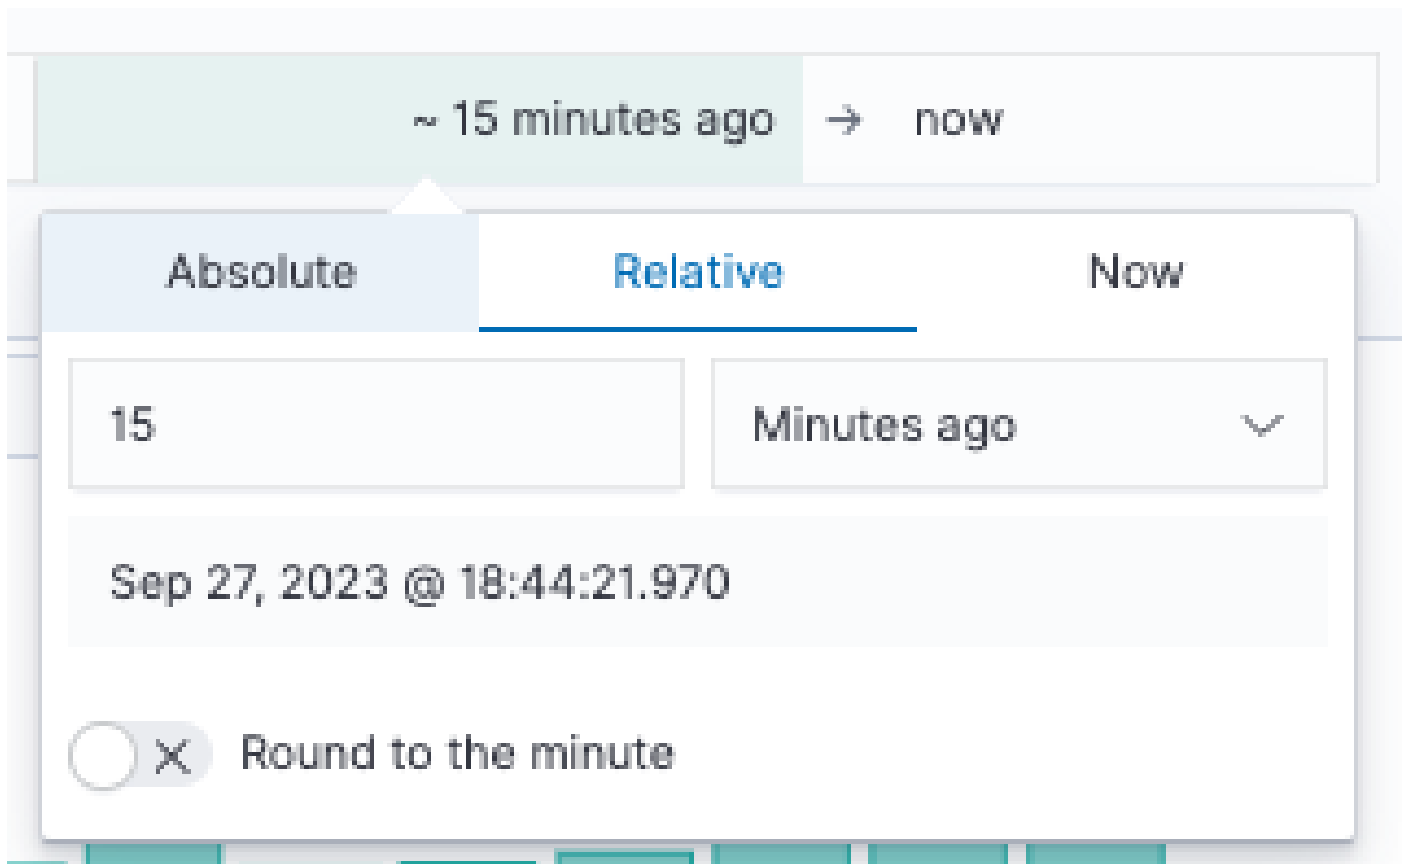 ~ 15 minutes ago → now
Absolute Relative Now
15 Minutes ago
Sep 27, 2023 @ 18:44:21.970
Round to the minute